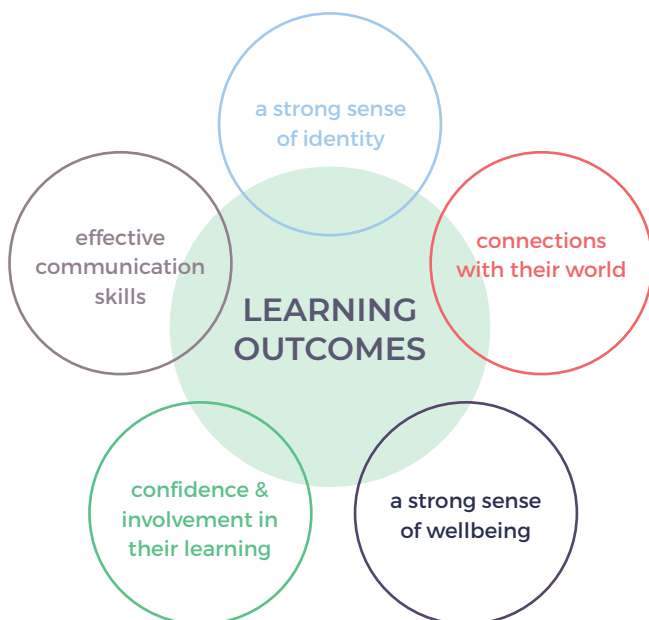 a strong sense
of identity
effective
communication
skills
connections
with their world
LEARNING
OUTCOMES
confidence &
involvement in
their learning
a strong sense
of wellbeing